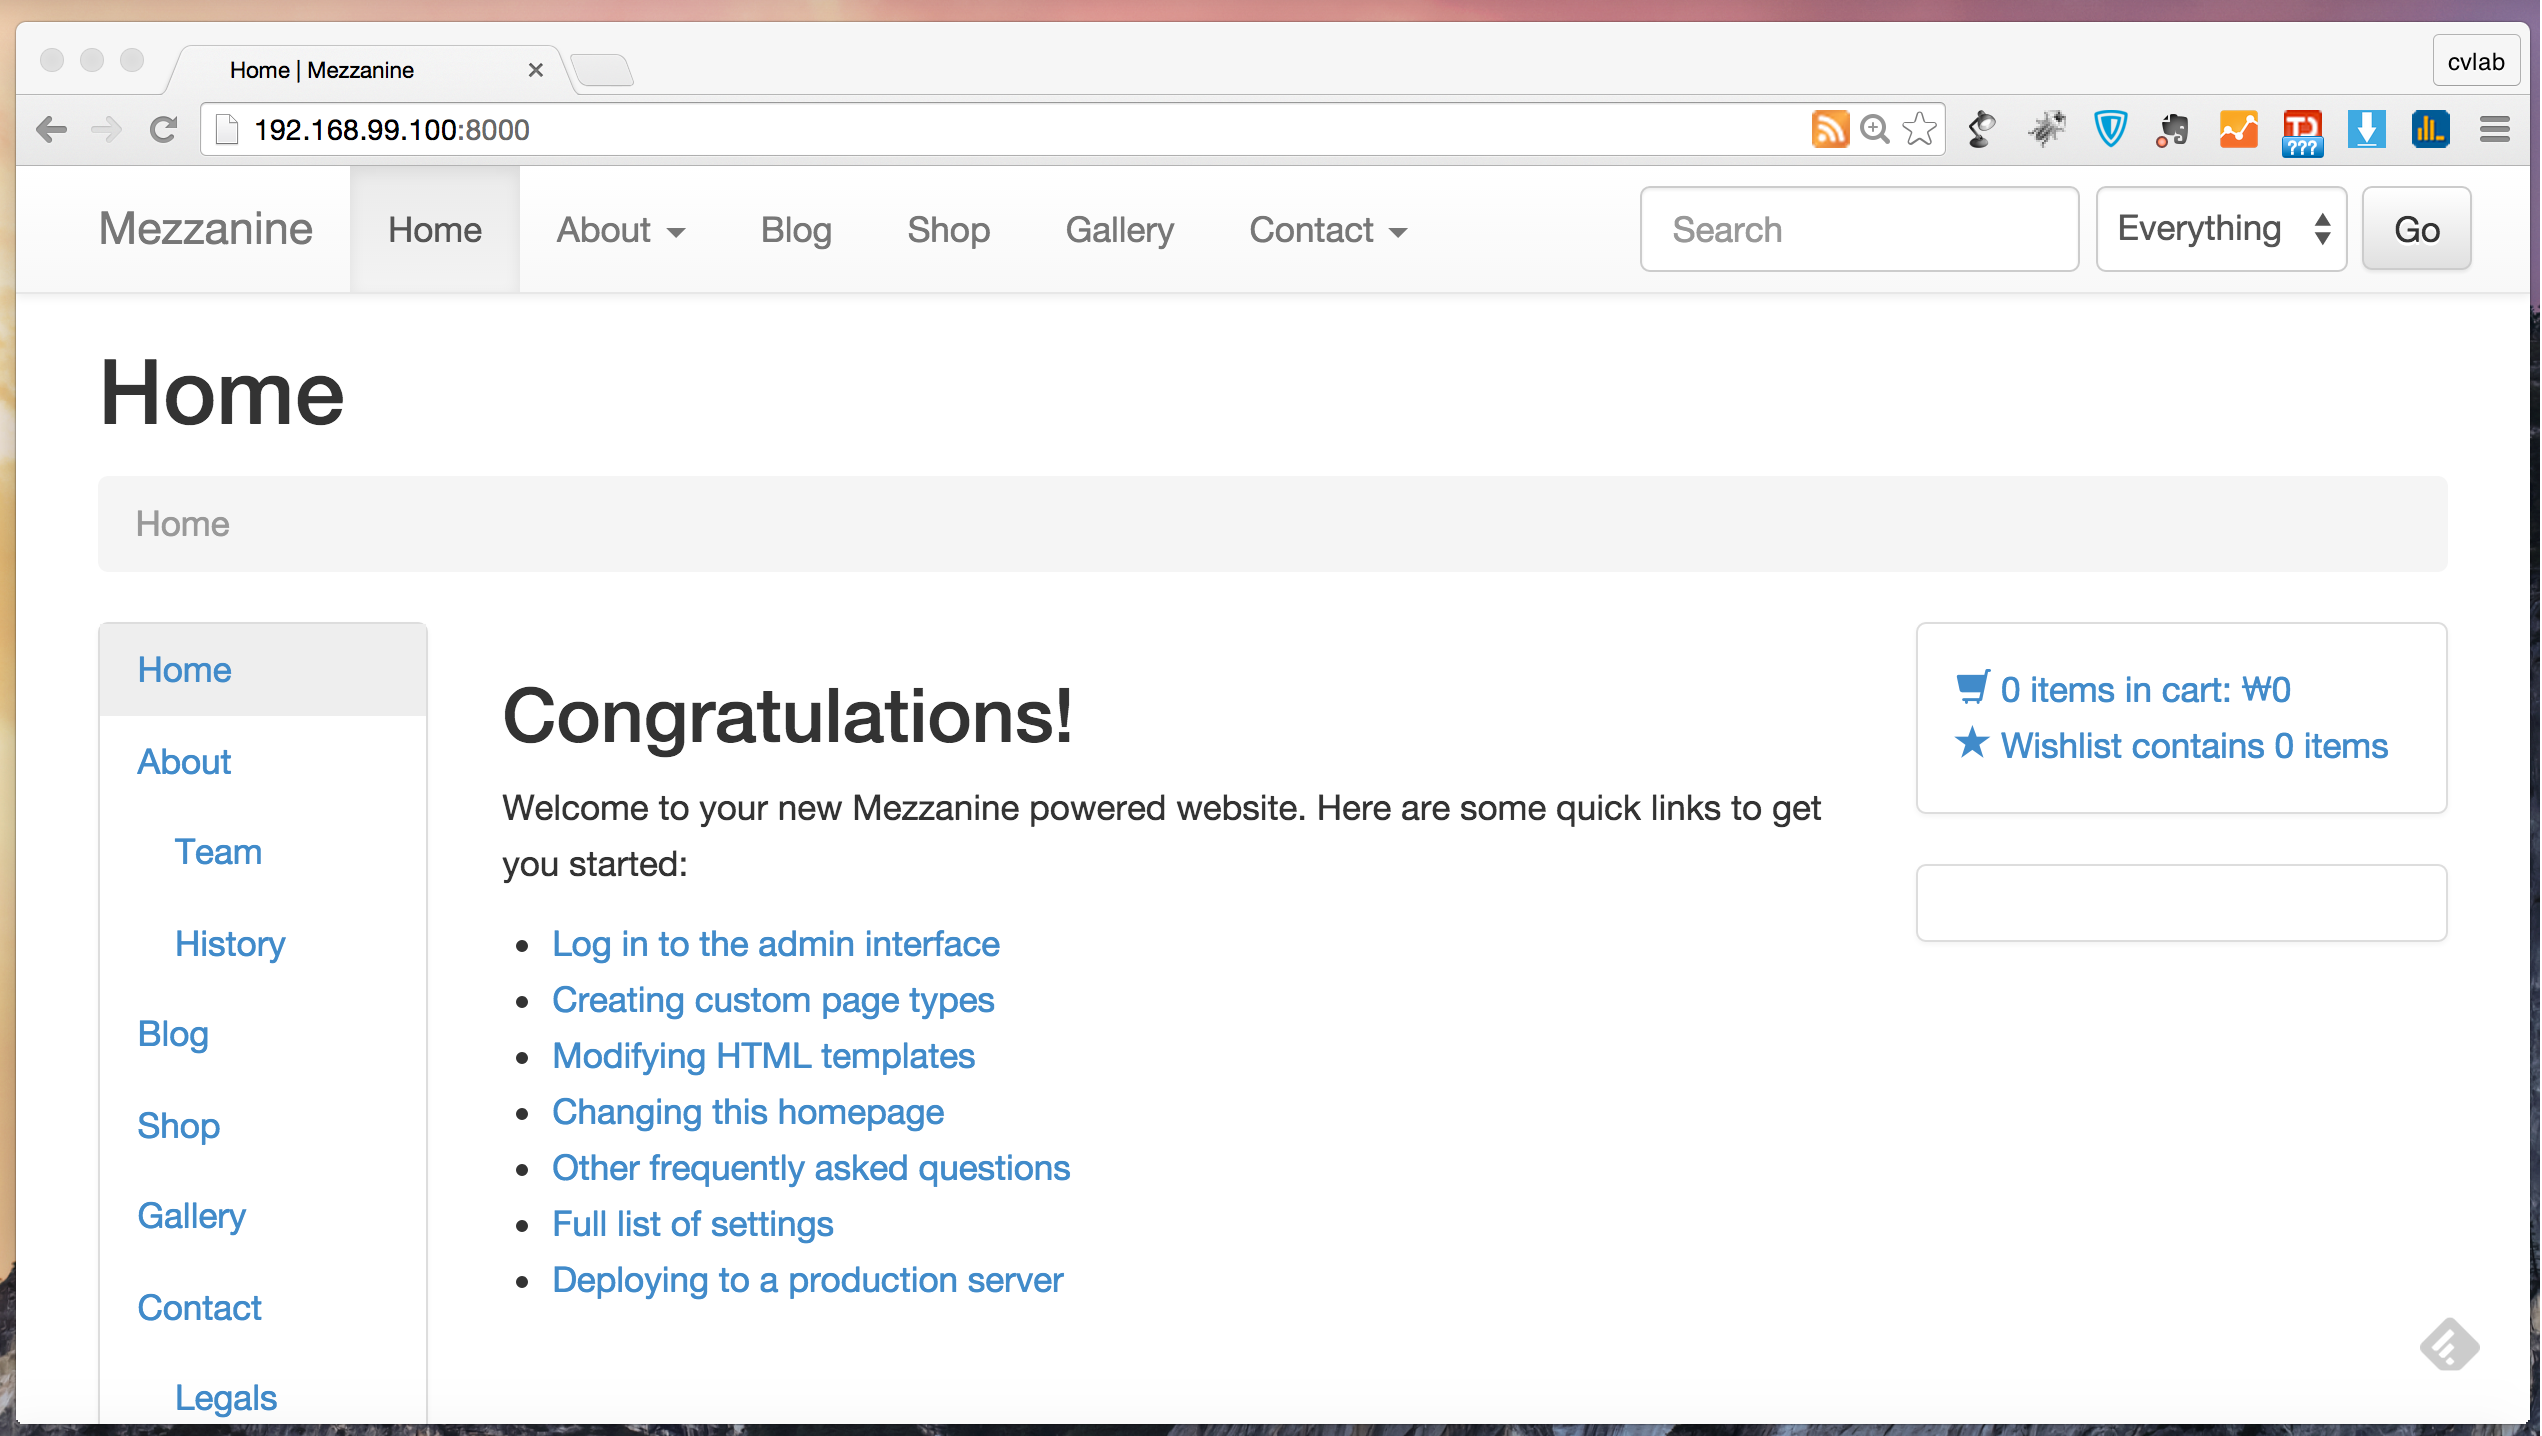 Home | Mezzanine
cvlab
192.168.99.100:8000
TD
???
Mezzanine Home About Blog Shop Gallery Contact Search Everything Go
Home
Home
Home
About
Team
History
Blog
Shop
Gallery
Contact
Legals
Congratulations!
Welcome to your new Mezzanine powered website. Here are some quick links to get
you started:
Log in to the admin interface
Creating custom page types
Modifying HTML templates
Changing this homepage
Other frequently asked questions
Full list of settings
Deploying to a production server
0 items in cart: ₩0
Wishlist contains 0 items